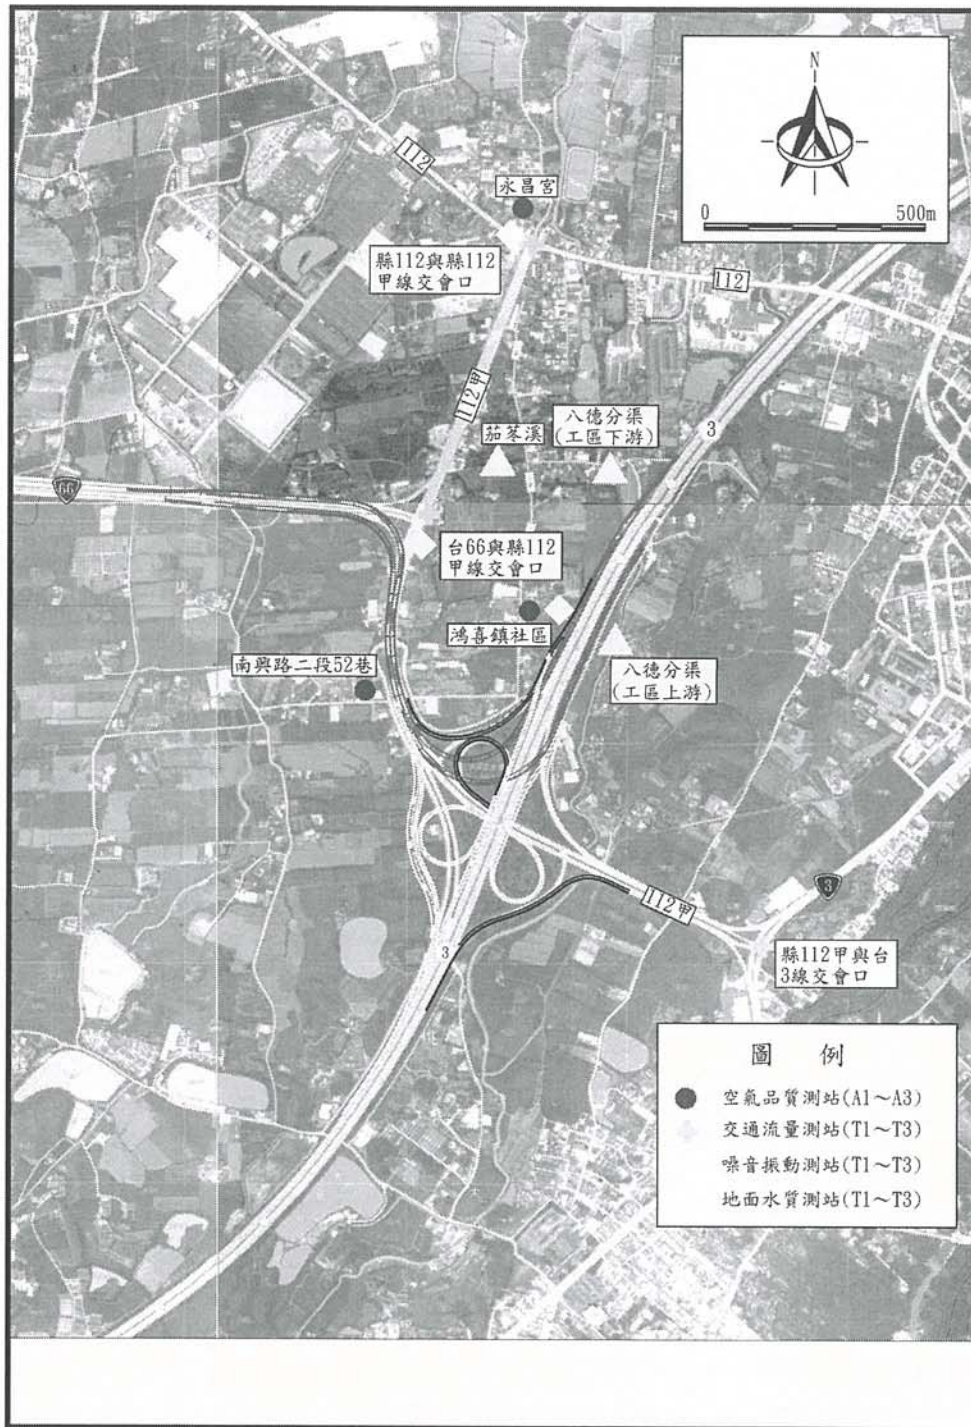 N
0 500m
112
永昌宮
縣112與縣112
甲線交會口
112
112甲
3
茄苳溪
八德分渠
(工區下游)
66
台66與縣112
甲線交會口
鴻喜鎮社區
南興路二段52巷
八德分渠
(工區上游)
3
112甲
3
縣112甲與台
3線交會口
圖 例
空氣品質測站(A1～A3)
交通流量測站(T1～T3)
噪音振動測站(T1～T3)
地面水質測站(T1～T3)